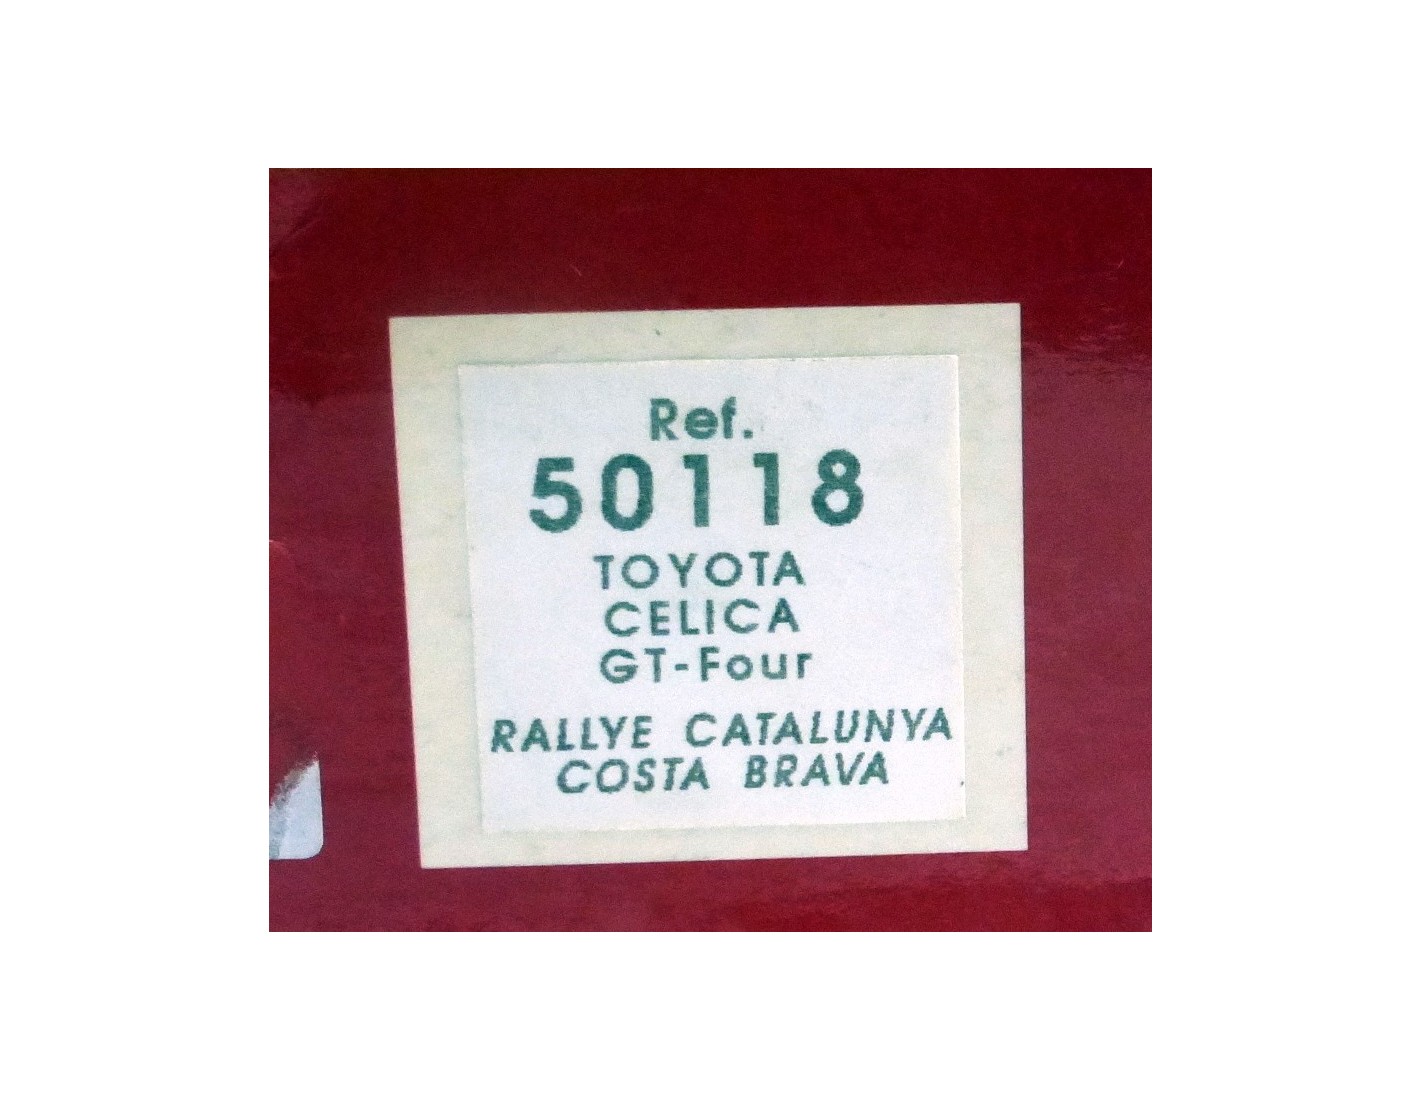 Ref.
50118
TOYOTA
CELICA
GT-Four
RALLYE CATALUNYA
COSTA BRAVA